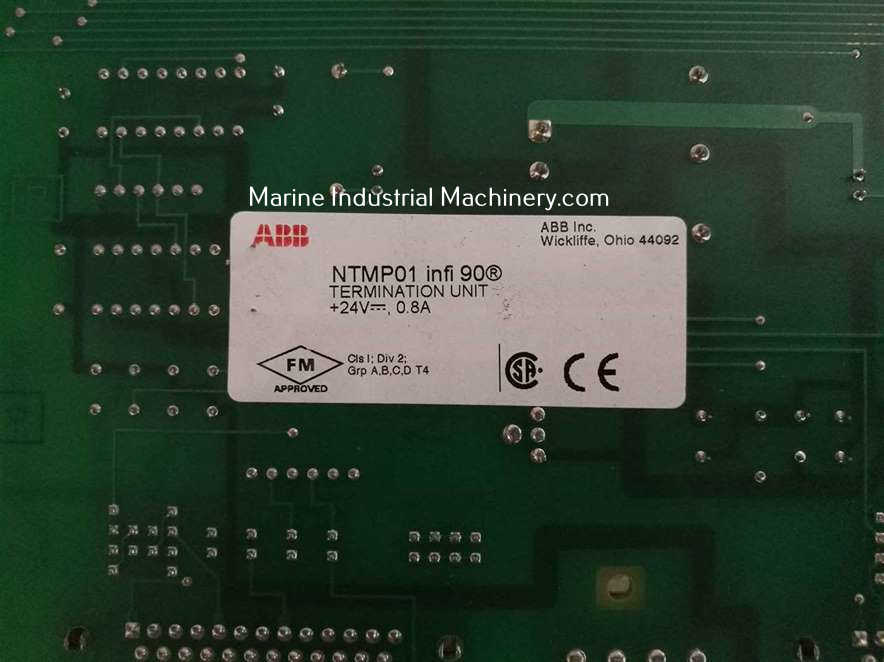 Marine Industrial Machinery.com
ABB
ABB Inc.
Wickliffe, Ohio 44092
NTMP01 infi 90®
TERMINATION UNIT
+24V⎓, 0.8A
FM
APPROVED
Cls I; Div 2;
Grp A,B,C,D T4
SA
CE